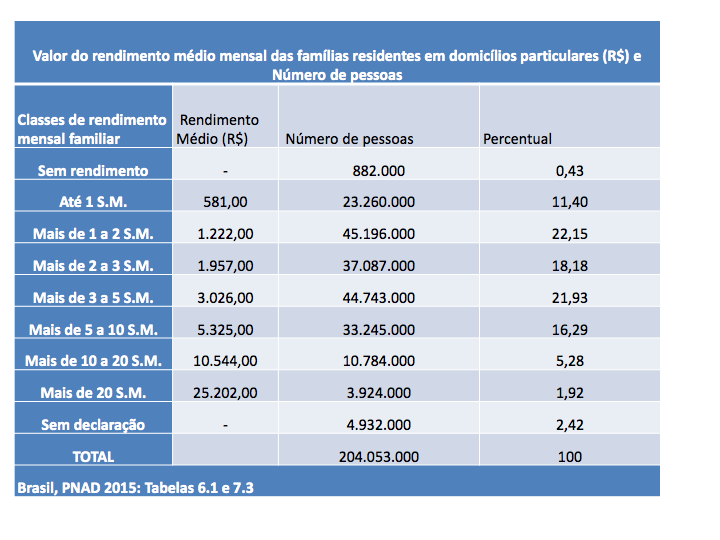 Valor do rendimento médio mensal das famílias residentes em domicílios particulares (R$) e
Número de pessoas
Classes de rendimento mensal familiar Rendimento Médio (R$) Número de pessoas Percentual
Sem rendimento - 882.000 0,43
Até 1 S.M. 581,00 23.260.000 11,40
Mais de 1 a 2 S.M. 1.222,00 45.196.000 22,15
Mais de 2 a 3 S.M. 1.957,00 37.087.000 18,18
Mais de 3 a 5 S.M. 3.026,00 44.743.000 21,93
Mais de 5 a 10 S.M. 5.325,00 33.245.000 16,29
Mais de 10 a 20 S.M. 10.544,00 10.784.000 5,28
Mais de 20 S.M. 25.202,00 3.924.000 1,92
Sem declaração - 4.932.000 2,42
TOTAL 204.053.000 100
Brasil, PNAD 2015: Tabelas 6.1 e 7.3